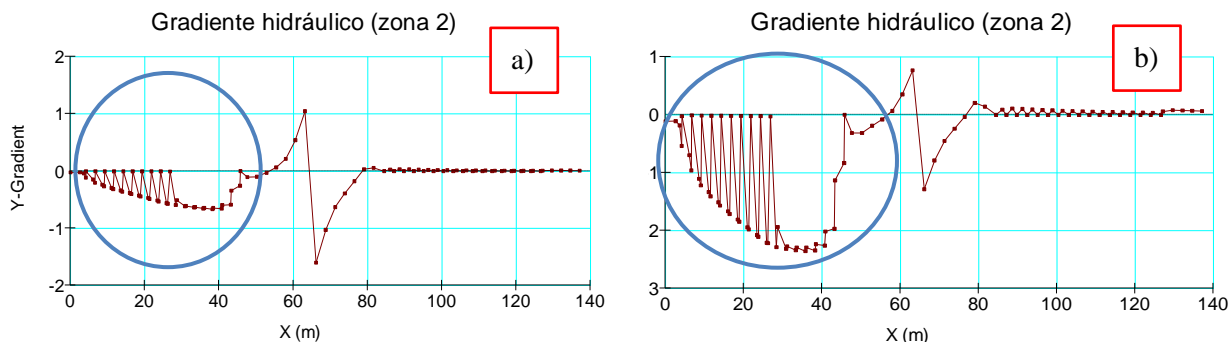 Gradiente hidráulico (zona 2)
a)
2
1
0
-1
-2
Y-Gradient
0 20 40 60 80 100 120 140
X (m)
Gradiente hidráulico (zona 2)
b)
1
0
1
2
3
0 20 40 60 80 100 120 140
X (m)